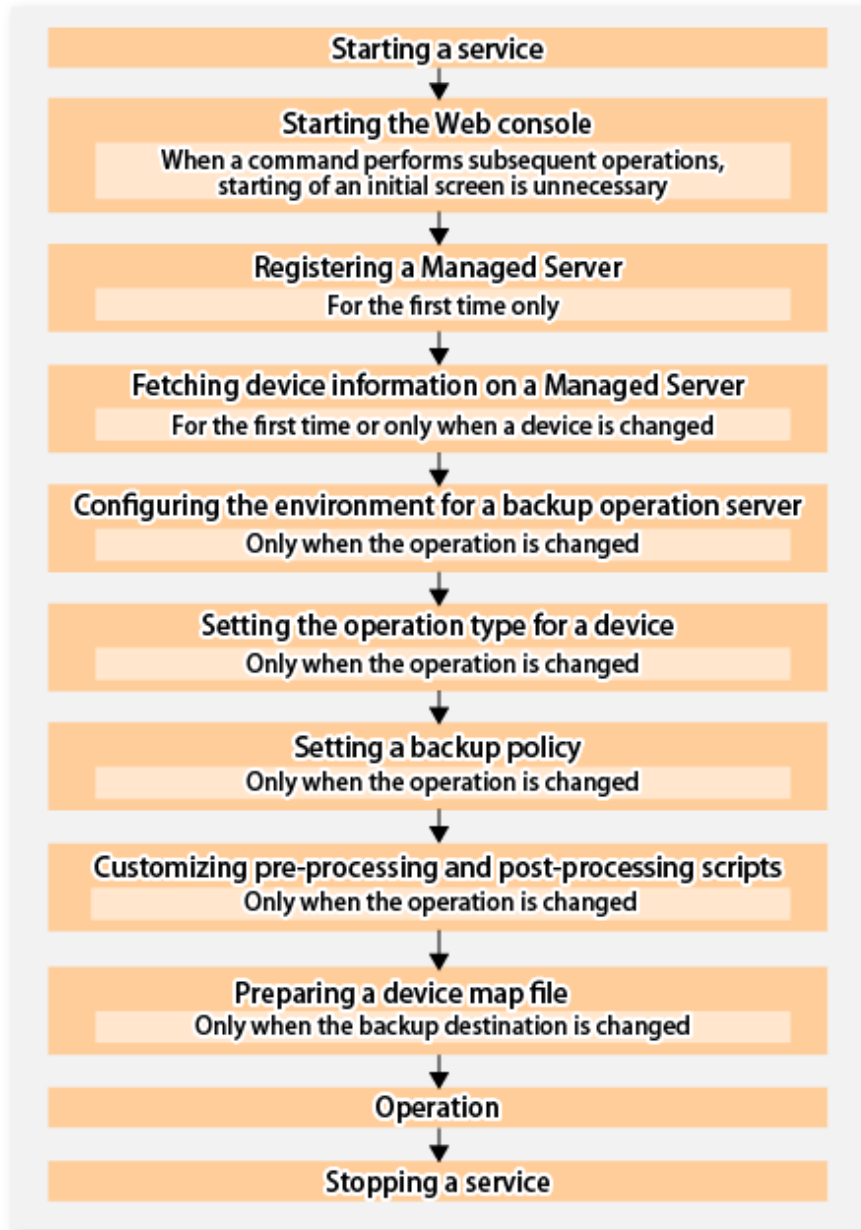 Starting a service
Starting the Web console
When a command performs subsequent operations,
starting of an initial screen is unnecessary
Registering a Managed Server
For the first time only
Fetching device information on a Managed Server
For the first time or only when a device is changed
Configuring the environment for a backup operation server
Only when the operation is changed
Setting the operation type for a device
Only when the operation is changed
Setting a backup policy
Only when the operation is changed
Customizing pre-processing and post-processing scripts
Only when the operation is changed
Preparing a device map file
Only when the backup destination is changed
Operation
Stopping a service